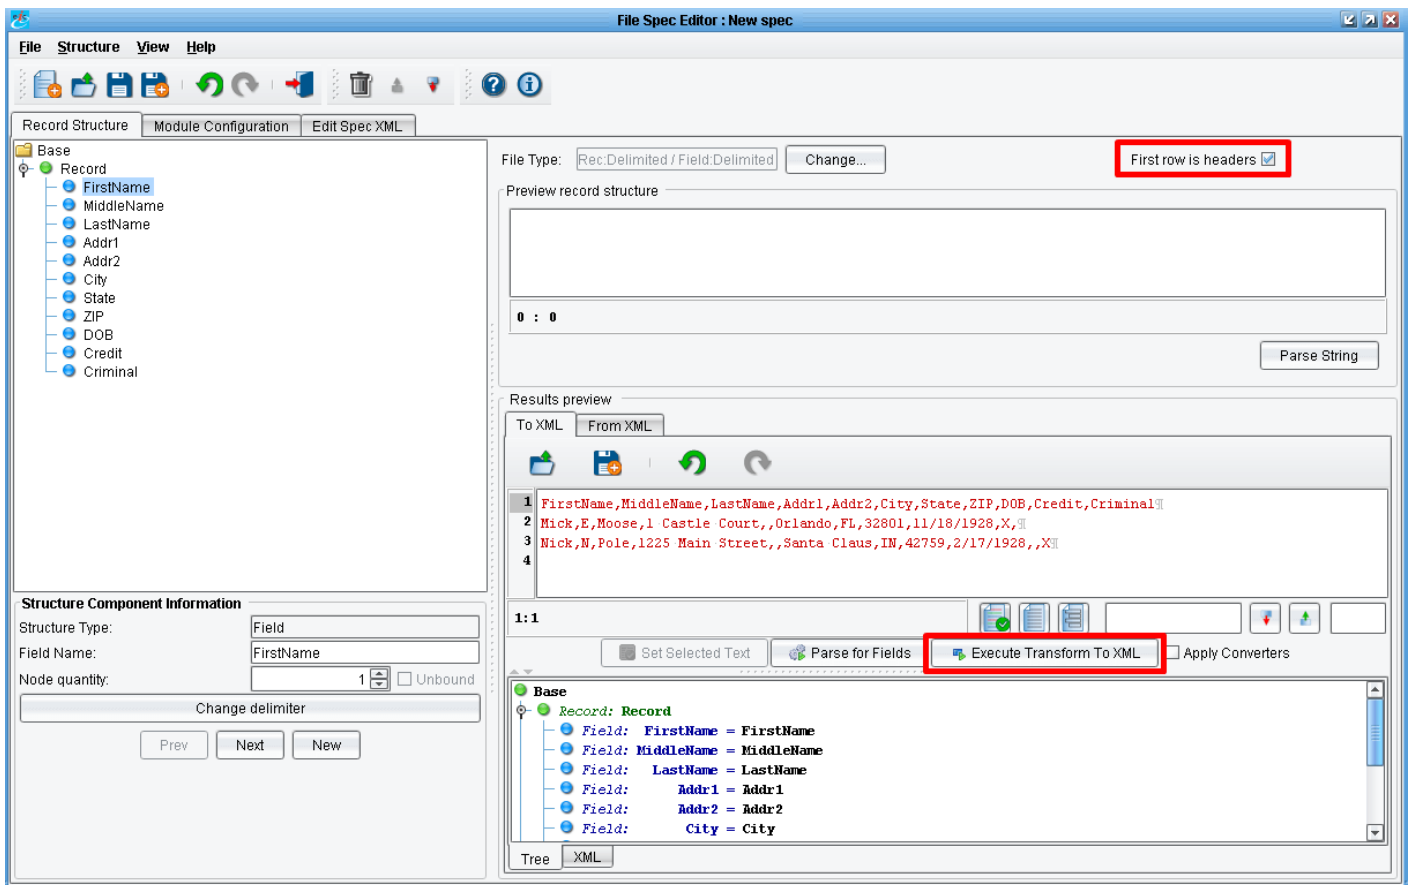 File Spec Editor : New spec
File Structure View Help
Record Structure Module Configuration Edit Spec XML
Base
Record
FirstName
MiddleName
LastName
Addr1
Addr2
City
State
ZIP
DOB
Credit
Criminal
Structure Component Information
Structure Type: Field
Field Name: FirstName
Node quantity: 1 Unbound
Change delimiter
Prev Next New
File Type: Rec:Delimited / Field:Delimited Change... First row is headers
Preview record structure
0 : 0
Parse String
Results preview
To XML From XML
1 FirstName,MiddleName,LastName,Addr1,Addr2,City,State,ZIP,DOB,Credit,Criminal¶
2 Mick,E,Moose,1 Castle Court,,Orlando,FL,32801,11/18/1928,X,¶
3 Nick,N,Pole,1225 Main Street,,Santa Claus,IN,42759,2/17/1928,,X¶
4
1:1
Set Selected Text Parse for Fields Execute Transform To XML Apply Converters
Base
Record: Record
Field: FirstName = FirstName
Field: MiddleName = MiddleName
Field: LastName = LastName
Field: Addr1 = Addr1
Field: Addr2 = Addr2
Field: City = City
Tree XML